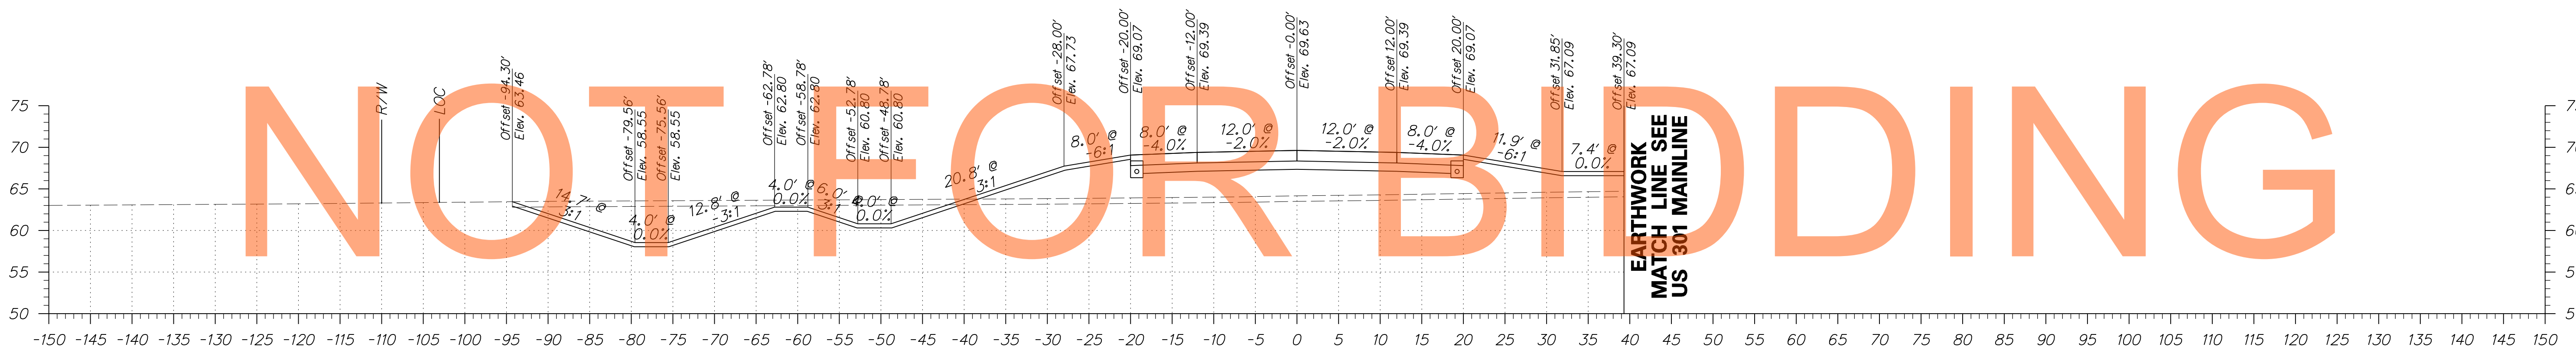 NOT FOR BIDDING
R/W
LOC
Offset -94.30'
Elev. 63.46
Offset -79.56'
Elev. 58.55
Offset -75.56'
Elev. 58.55
Offset -62.78'
Elev. 62.80
Offset -58.78'
Elev. 62.80
Offset -52.78'
Elev. 60.80
Offset -48.78'
Elev. 60.80
Offset -28.00'
Elev. 67.73
Offset -20.00'
Elev. 69.07
Offset -12.00'
Elev. 69.39
Offset -0.00'
Elev. 69.63
Offset 12.00'
Elev. 69.39
Offset 20.00'
Elev. 69.07
Offset 31.85'
Elev. 67.09
Offset 39.30'
Elev. 67.09
14.7' @
3:1
4.0' @
0.0%
12.8' @
-3:1
4.0' @
0.0%
6.0' @
3:1
4.0' @
0.0%
20.8' @
-3:1
8.0' @
-6:1
8.0' @
-4.0%
12.0' @
-2.0%
12.0' @
-2.0%
8.0' @
-4.0%
11.9' @
-6:1
7.4' @
0.0%
EARTHWORK
MATCH LINE SEE
US 301 MAINLINE
75
70
65
60
55
50
-150 -145 -140 -135 -130 -125 -120 -115 -110 -105 -100 -95 -90 -85 -80 -75 -70 -65 -60 -55 -50 -45 -40 -35 -30 -25 -20 -15 -10 -5 0 5 10 15 20 25 30 35 40 45 50 55 60 65 70 75 80 85 90 95 100 105 110 115 120 125 130 135 140 145 150